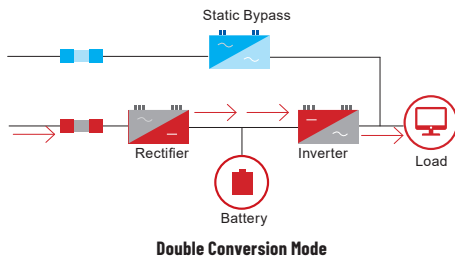 Static Bypass
Rectifier
Inverter
Load
Battery
Double Conversion Mode